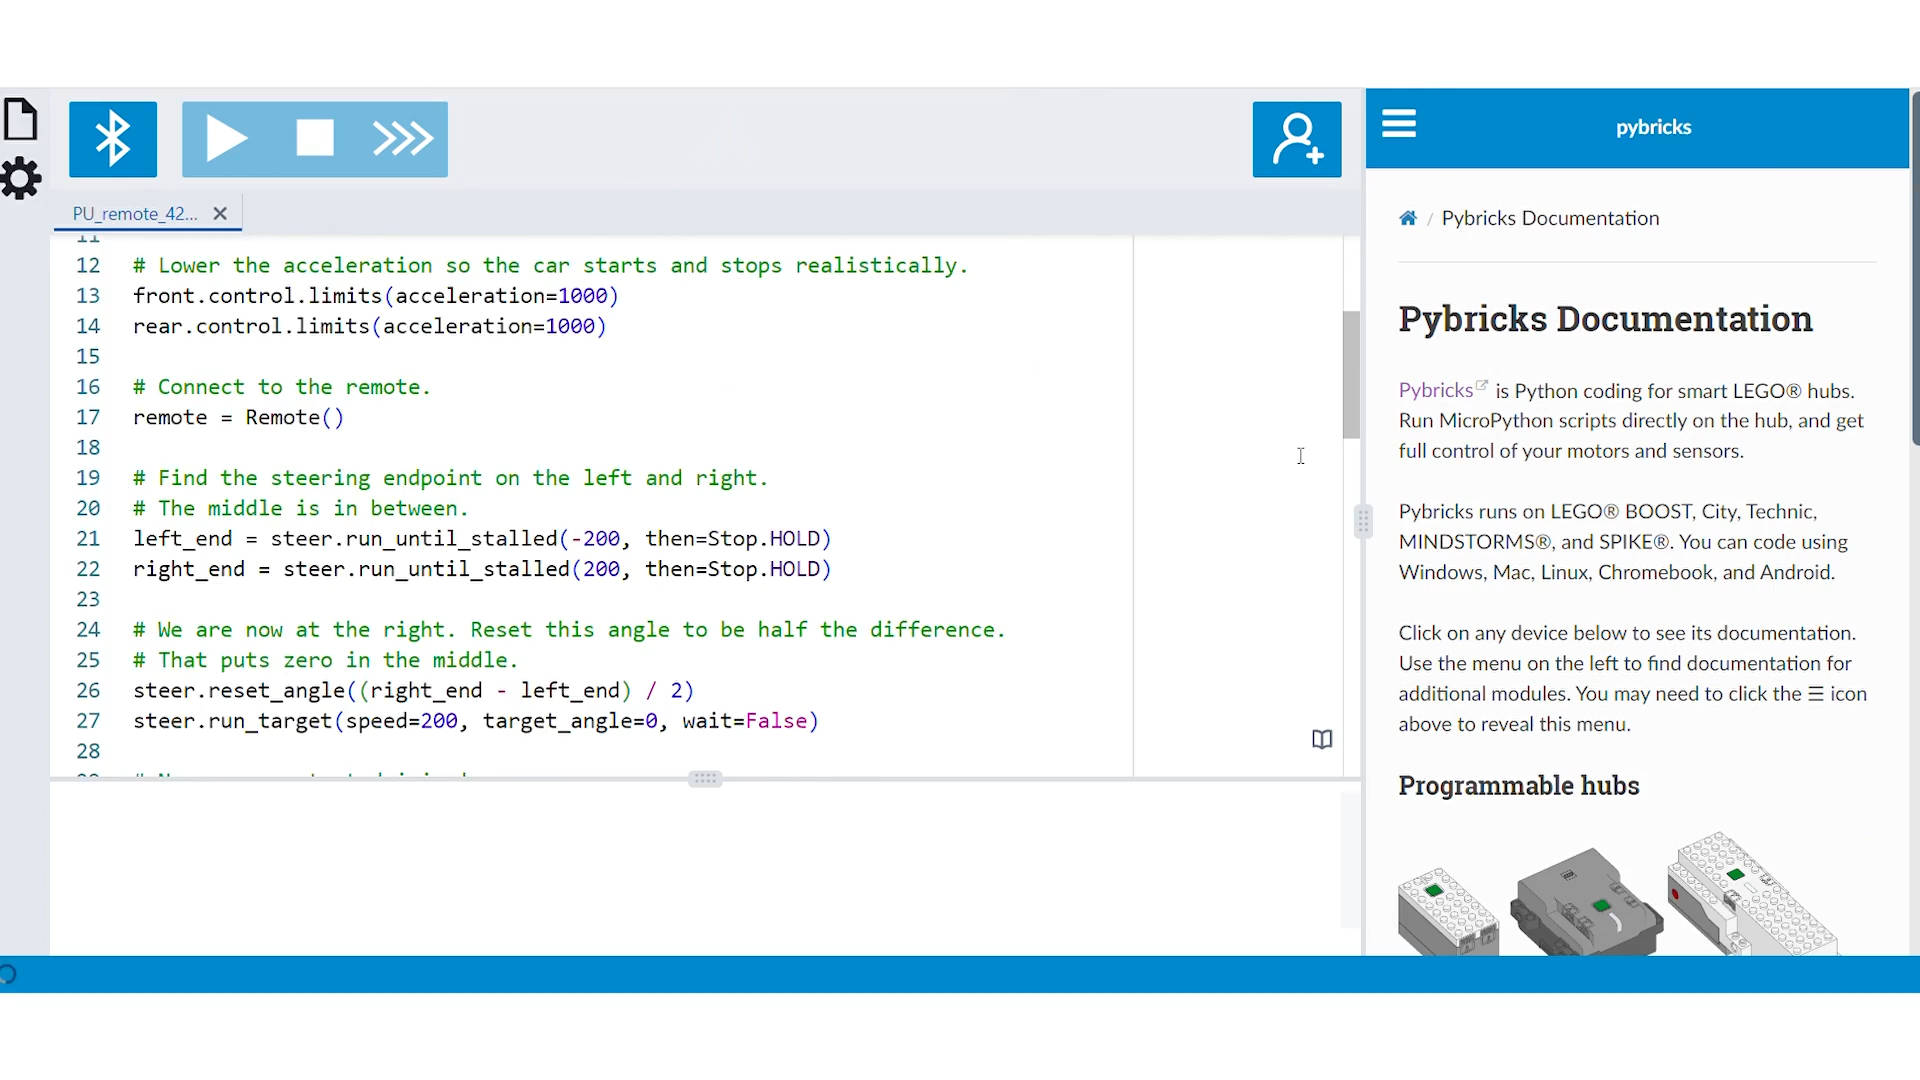 PU_remote_42...
11
12 # Lower the acceleration so the car starts and stops realistically.
13 front.control.limits(acceleration=1000)
14 rear.control.limits(acceleration=1000)
15
16 # Connect to the remote.
17 remote = Remote()
18
19 # Find the steering endpoint on the left and right.
20 # The middle is in between.
21 left_end = steer.run_until_stalled(-200, then=Stop.HOLD)
22 right_end = steer.run_until_stalled(200, then=Stop.HOLD)
23
24 # We are now at the right. Reset this angle to be half the difference.
25 # That puts zero in the middle.
26 steer.reset_angle((right_end - left_end) / 2)
27 steer.run_target(speed=200, target_angle=0, wait=False)
28
pybricks
/ Pybricks Documentation
Pybricks Documentation
Pybricks is Python coding for smart LEGO® hubs.
Run MicroPython scripts directly on the hub, and get
full control of your motors and sensors.
Pybricks runs on LEGO® BOOST, City, Technic,
MINDSTORMS®, and SPIKE®. You can code using
Windows, Mac, Linux, Chromebook, and Android.
Click on any device below to see its documentation.
Use the menu on the left to find documentation for
additional modules. You may need to click the ☰ icon
above to reveal this menu.
Programmable hubs